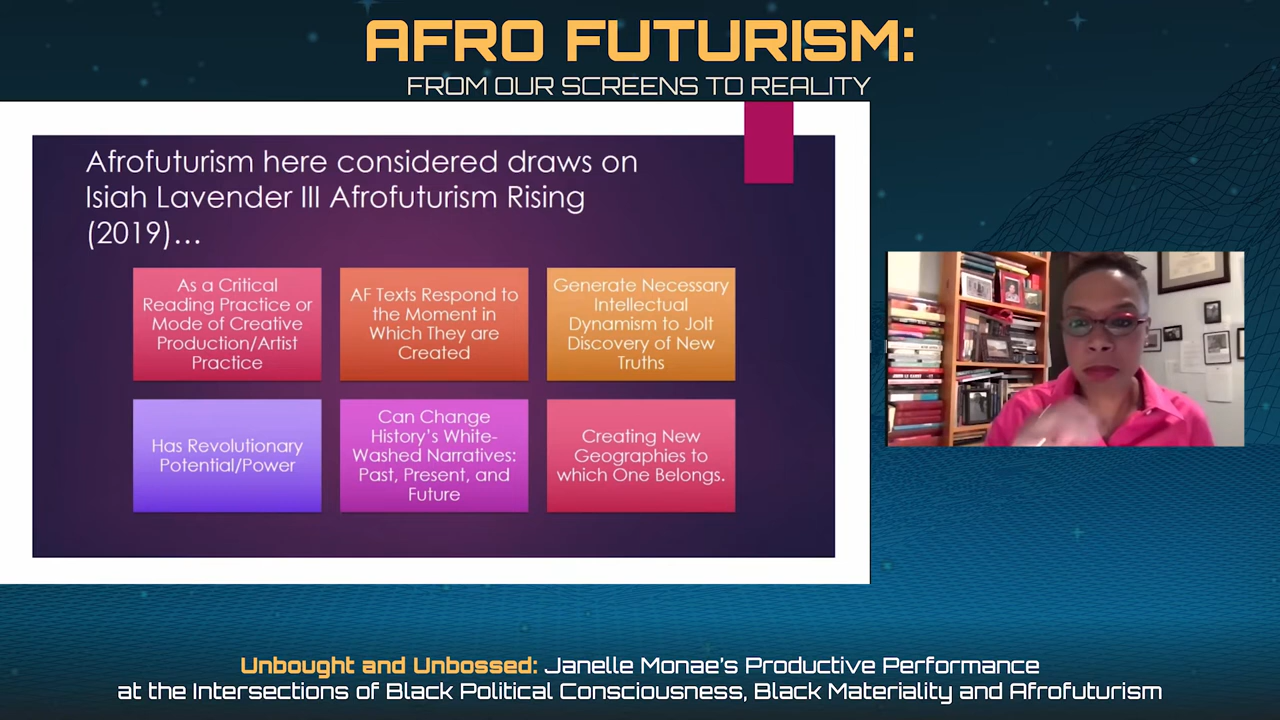 AFRO FUTURISM:
FROM OUR SCREENS TO REALITY
Afrofuturism here considered draws on
Isiah Lavender III Afrofuturism Rising
(2019)…
As a Critical
Reading Practice or
Mode of Creative
Production/Artist
Practice
AF Texts Respond to
the Moment in
Which They are
Created
Generate Necessary
Intellectual
Dynamism to Jolt
Discovery of New
Truths
Has Revolutionary
Potential/Power
Can Change
History's White-
Washed Narratives:
Past, Present, and
Future
Creating New
Geographies to
which One Belongs.
Unbought and Unbossed: Janelle Monae's Productive Performance
at the Intersections of Black Political Consciousness, Black Materiality and Afrofuturism